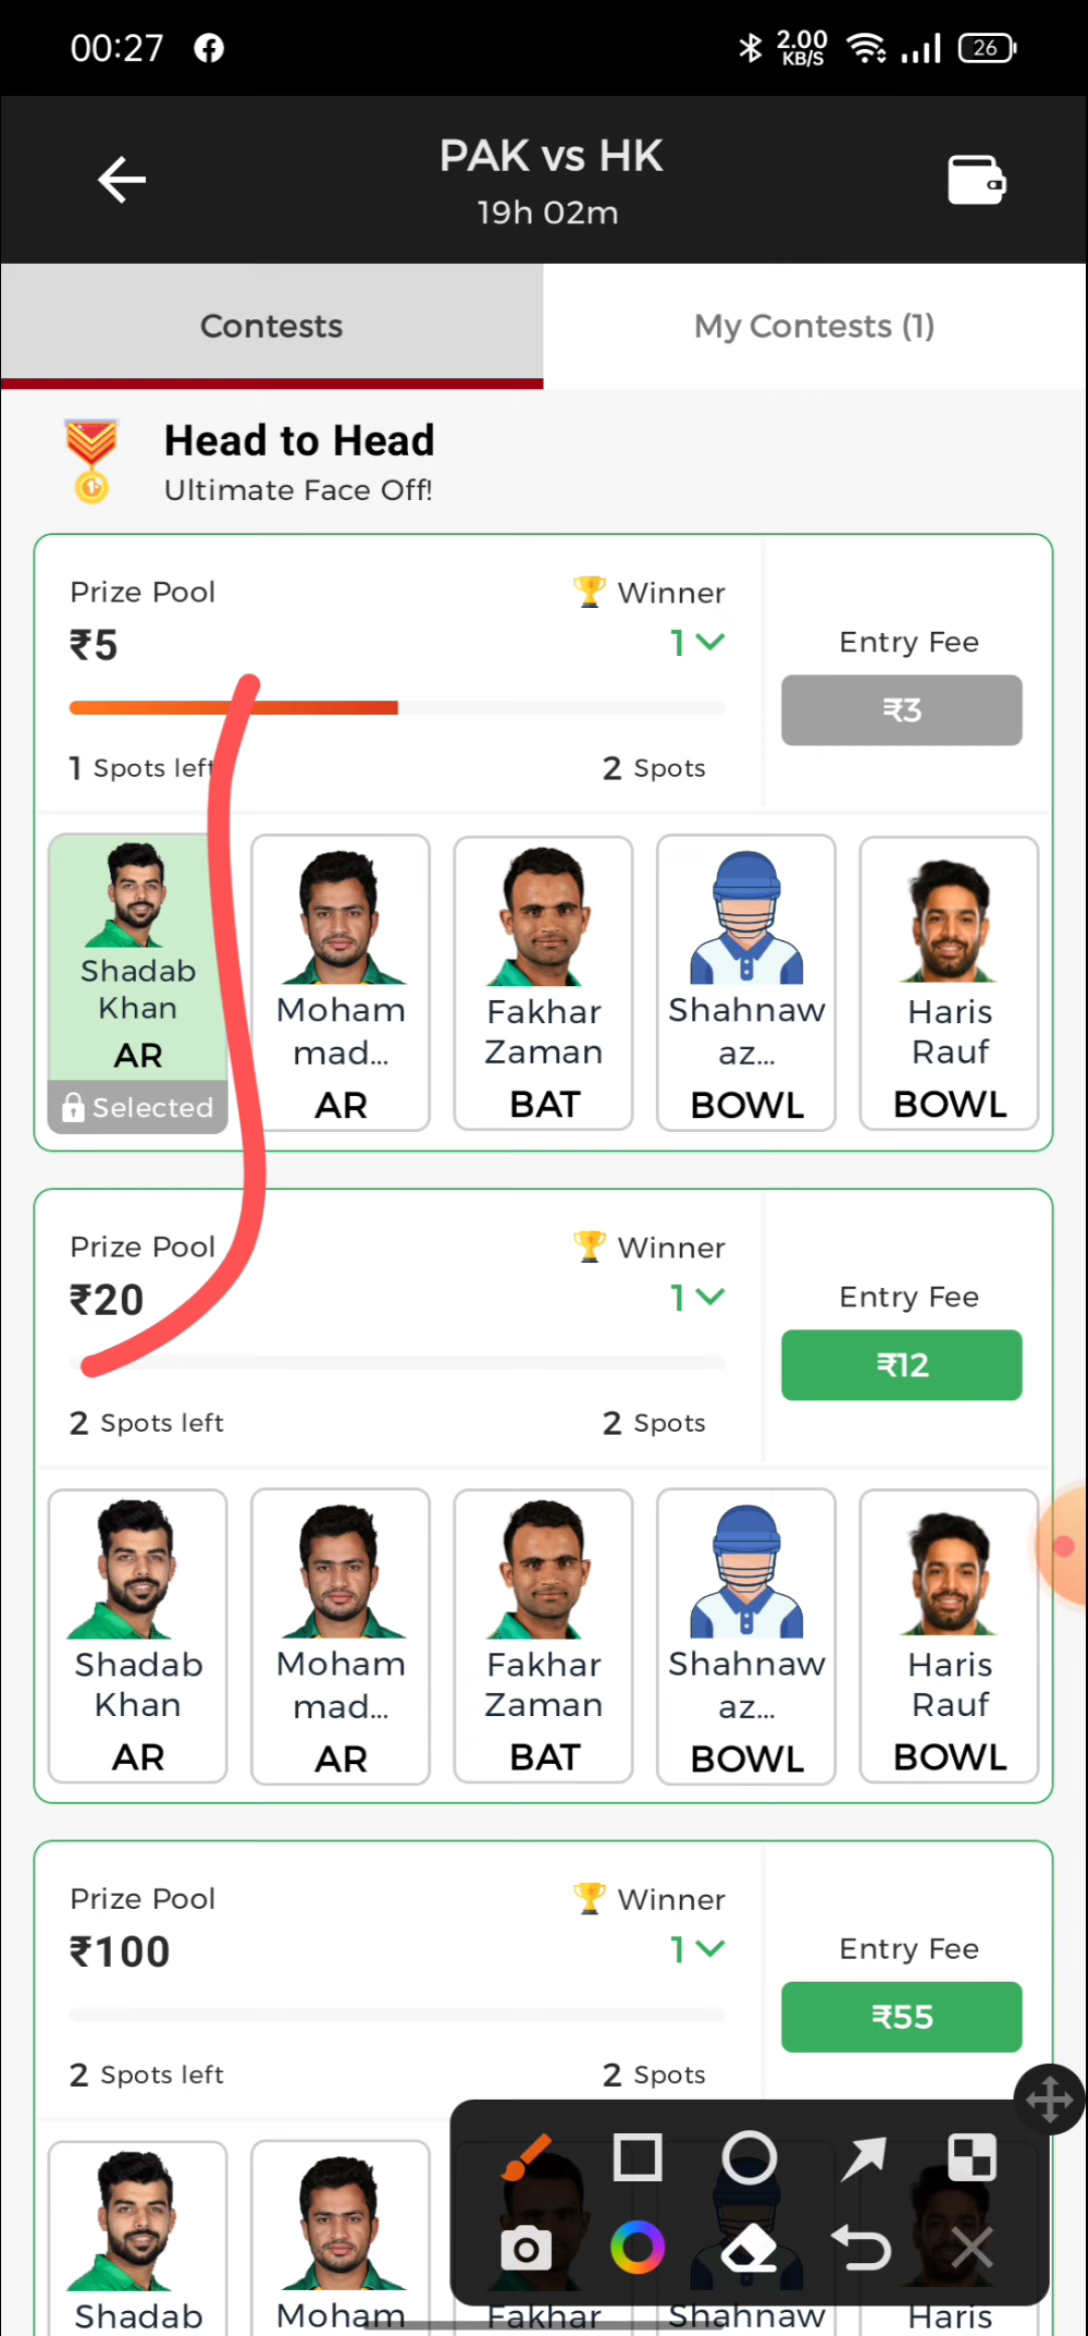 00:27 2.00 KB/S 26
PAK vs HK
19h 02m
Contests My Contests (1)
Head to Head
Ultimate Face Off!
Prize Pool Winner
₹5 1 Entry Fee
₹3
1 Spots left 2 Spots
Shadab Khan AR Selected
Moham mad... AR
Fakhar Zaman BAT
Shahnaw az... BOWL
Haris Rauf BOWL
Prize Pool Winner
₹20 1 Entry Fee
₹12
2 Spots left 2 Spots
Shadab Khan AR
Moham mad... AR
Fakhar Zaman BAT
Shahnaw az... BOWL
Haris Rauf BOWL
Prize Pool Winner
₹100 1 Entry Fee
₹55
2 Spots left 2 Spots
Shadab Moham Fakhar Shahnaw Haris